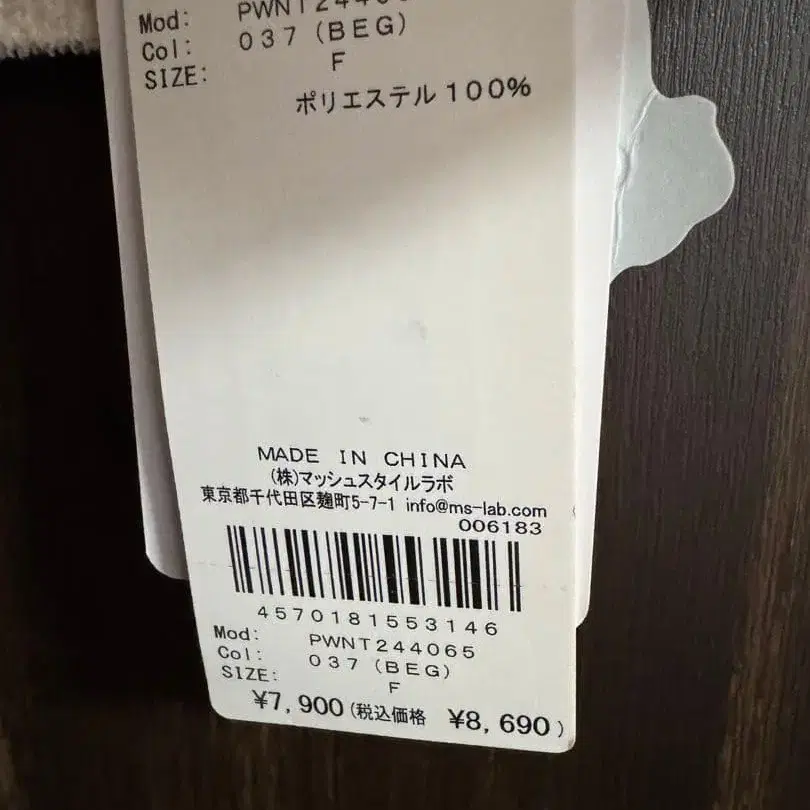 Mod: PWNT244065
Col: 037 (BEG)
SIZE: F
ポリエステル100%
MADE IN CHINA
(株)マッシュスタイルラボ
東京都千代田区麹町5-7-1 info@ms-lab.com
006183
4570181553146
Mod: PWNT244065
Col: 037 (BEG)
SIZE: F
¥7,900(税込価格 ¥8,690)